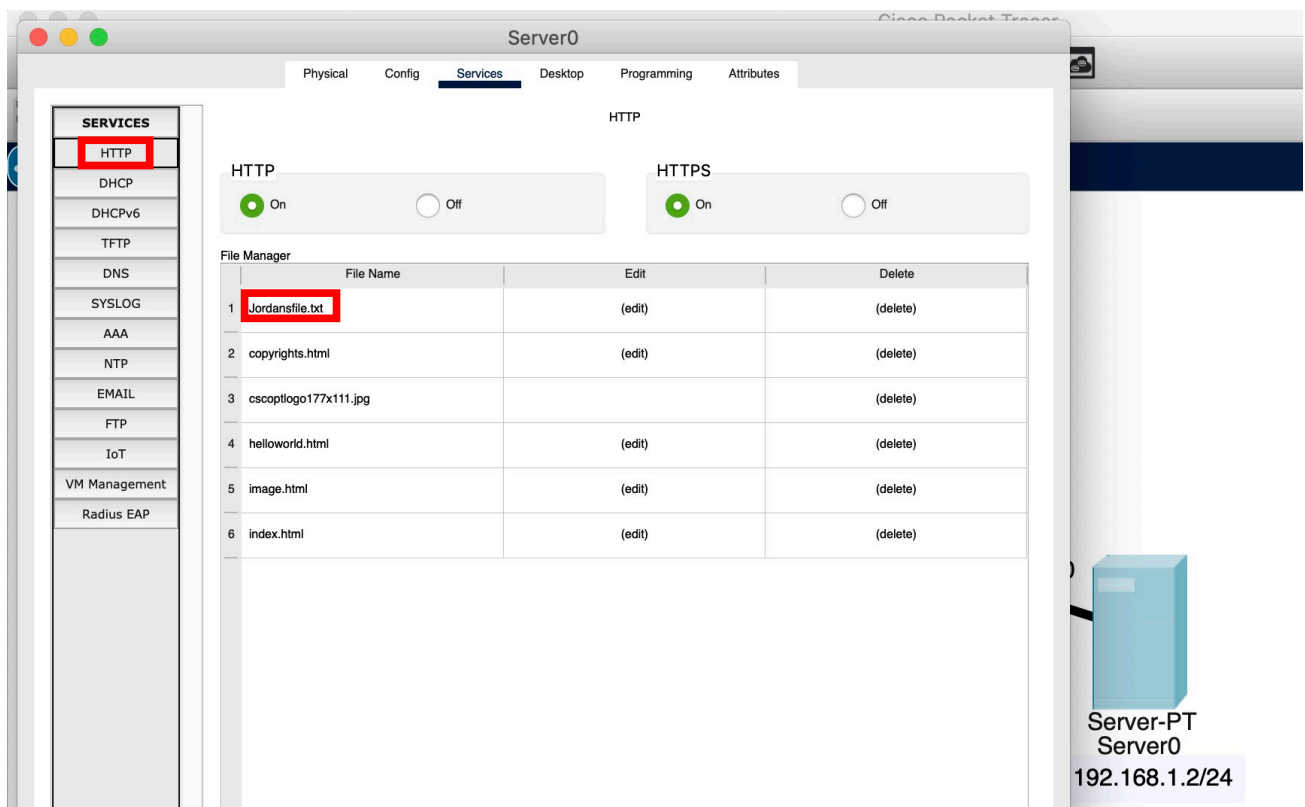 Cisco Packet Tracer
Server0
Physical Config Services Desktop Programming Attributes
SERVICES
HTTP
DHCP
DHCPv6
TFTP
DNS
SYSLOG
AAA
NTP
EMAIL
FTP
IoT
VM Management
Radius EAP
HTTP
HTTP
On Off
HTTPS
On Off
File Manager
File Name Edit Delete
1 Jordansfile.txt (edit) (delete)
2 copyrights.html (edit) (delete)
3 cscoptlogo177x111.jpg (delete)
4 helloworld.html (edit) (delete)
5 image.html (edit) (delete)
6 index.html (edit) (delete)
Server-PT
Server0
192.168.1.2/24